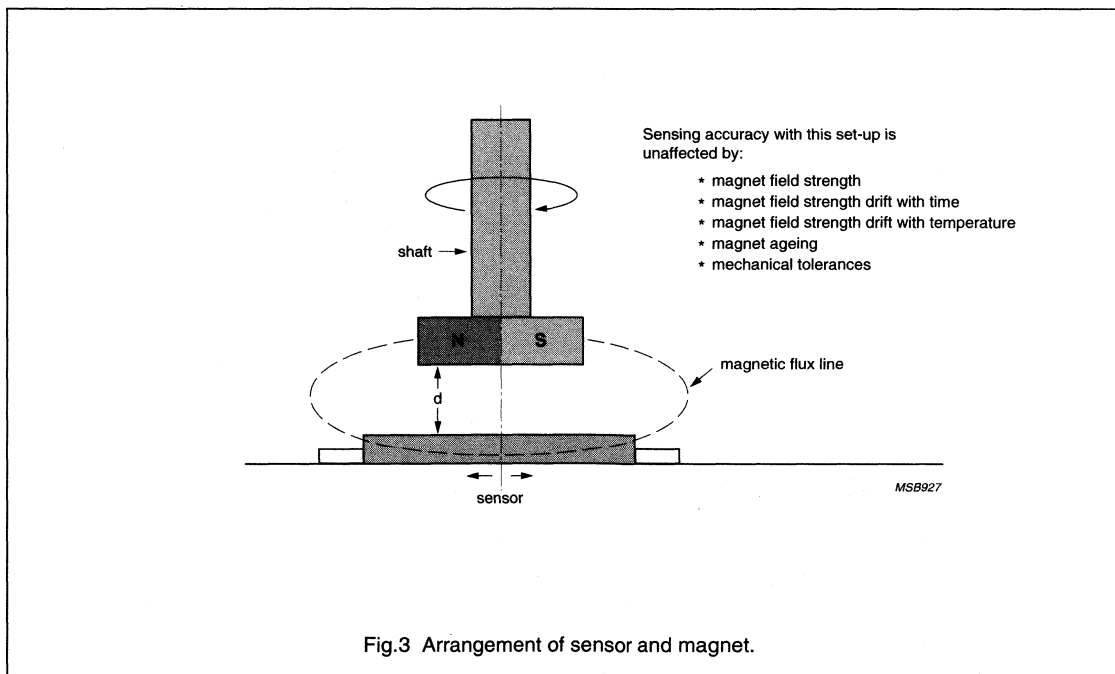 Sensing accuracy with this set-up is
unaffected by:
* magnet field strength
* magnet field strength drift with time
* magnet field strength drift with temperature
* magnet ageing
* mechanical tolerances
shaft
N
S
magnetic flux line
d
sensor
MSB927
Fig.3 Arrangement of sensor and magnet.